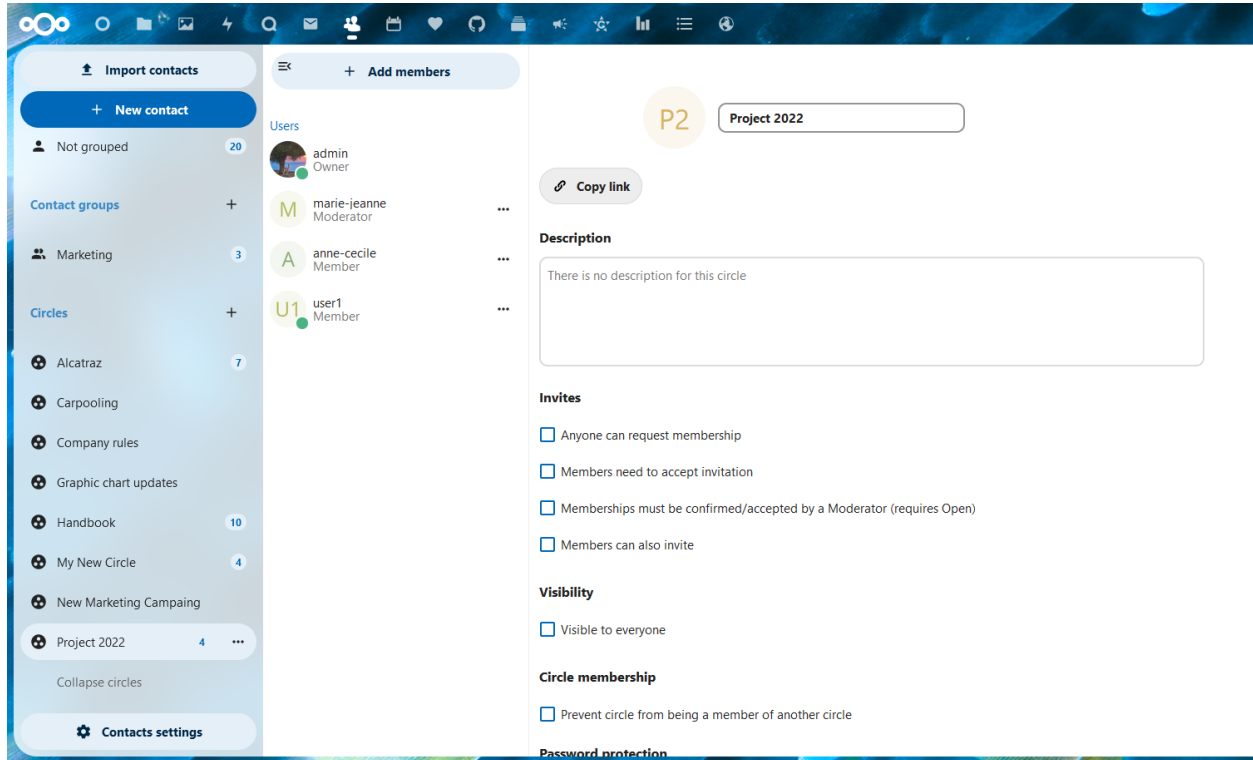 Import contacts
New contact
Not grouped 20
Contact groups
Marketing 3
Circles
Alcatraz 7
Carpooling
Company rules
Graphic chart updates
Handbook 10
My New Circle 4
New Marketing Campaing
Project 2022 4
Collapse circles
Contacts settings
Add members
Users
admin
Owner
M
marie-jeanne
Moderator
A
anne-cecile
Member
U1
user1
Member
P2
Project 2022
Copy link
Description
There is no description for this circle
Invites
Anyone can request membership
Members need to accept invitation
Memberships must be confirmed/accepted by a Moderator (requires Open)
Members can also invite
Visibility
Visible to everyone
Circle membership
Prevent circle from being a member of another circle
Password protection